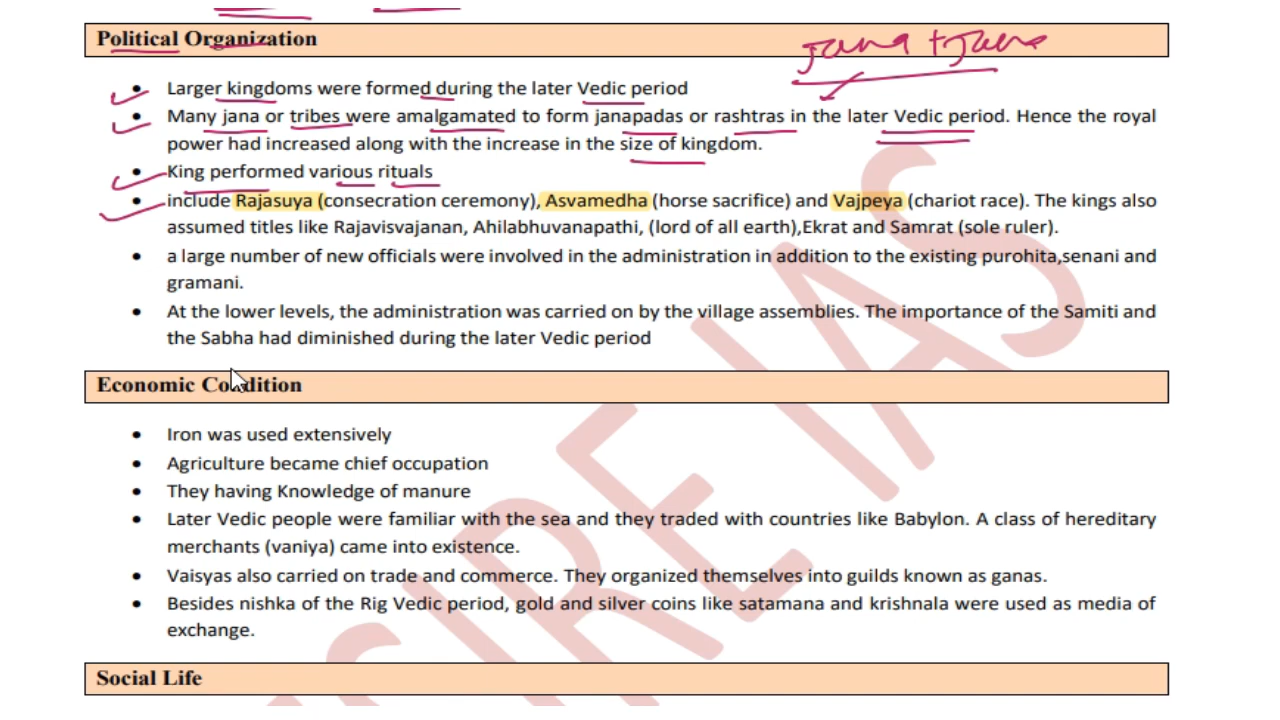 Political Organization
Jana + Jana
• Larger kingdoms were formed during the later Vedic period
• Many jana or tribes were amalgamated to form janapadas or rashtras in the later Vedic period. Hence the royal
power had increased along with the increase in the size of kingdom.
• King performed various rituals
• include Rajasuya (consecration ceremony), Asvamedha (horse sacrifice) and Vajpeya (chariot race). The kings also
assumed titles like Rajavisvajanan, Ahilabhuvanapathi, (lord of all earth),Ekrat and Samrat (sole ruler).
• a large number of new officials were involved in the administration in addition to the existing purohita,senani and
gramani.
• At the lower levels, the administration was carried on by the village assemblies. The importance of the Samiti and
the Sabha had diminished during the later Vedic period
Economic Condition
• Iron was used extensively
• Agriculture became chief occupation
• They having Knowledge of manure
• Later Vedic people were familiar with the sea and they traded with countries like Babylon. A class of hereditary
merchants (vaniya) came into existence.
• Vaisyas also carried on trade and commerce. They organized themselves into guilds known as ganas.
• Besides nishka of the Rig Vedic period, gold and silver coins like satamana and krishnala were used as media of
exchange.
Social Life
SIRE IAS